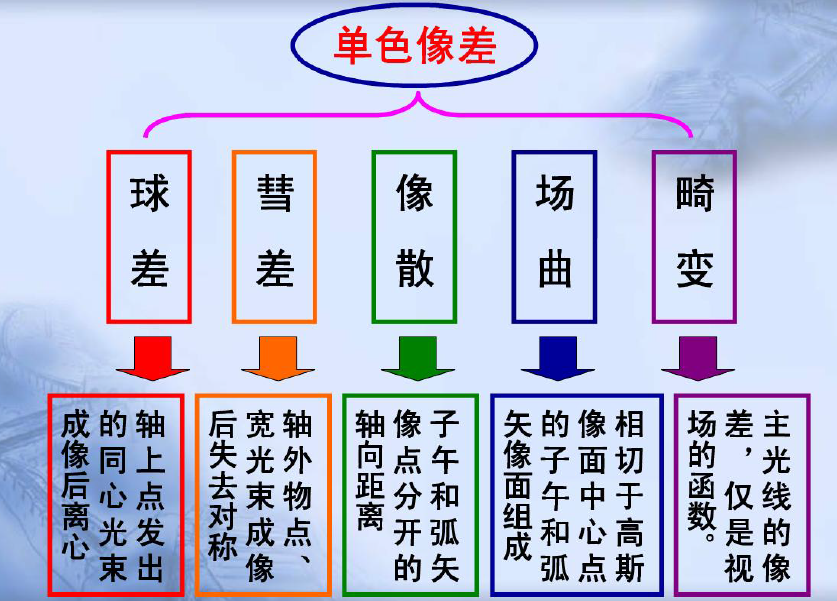 单色像差
球差
彗差
像散
场曲
畸变
轴上点发出
的同心光束
成像后离心
轴外物点、
宽光束成像
后失去对称
子午和弧矢
像点分开的
轴向距离
相切于高斯
像面中心点
的子午和弧
矢像面组成
主光线的像
差，仅是视
场的函数。